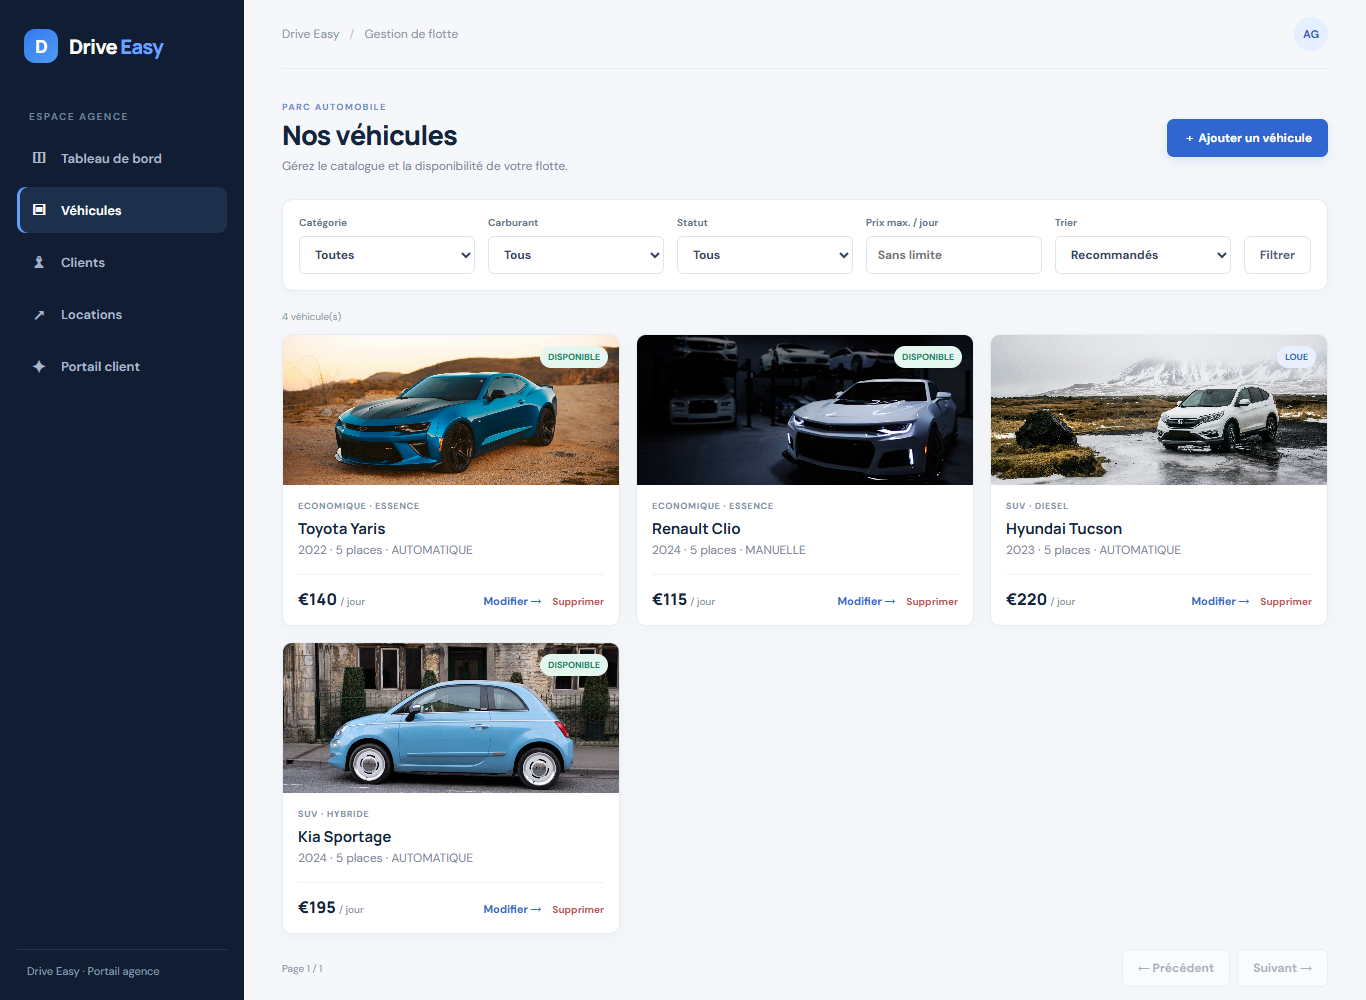 D Drive Easy
ESPACE AGENCE
Tableau de bord
Véhicules
Clients
Locations
Portail client
Drive Easy · Portail agence
Drive Easy / Gestion de flotte
AG
PARC AUTOMOBILE
Nos véhicules
Gérez le catalogue et la disponibilité de votre flotte.
+ Ajouter un véhicule
Catégorie Carburant Statut Prix max. / jour Trier
Toutes Tous Tous Sans limite Recommandés Filtrer
4 véhicule(s)
DISPONIBLE
ECONOMIQUE · ESSENCE
Toyota Yaris
2022 · 5 places · AUTOMATIQUE
€140 / jour Modifier → Supprimer
DISPONIBLE
ECONOMIQUE · ESSENCE
Renault Clio
2024 · 5 places · MANUELLE
€115 / jour Modifier → Supprimer
LOUE
SUV · DIESEL
Hyundai Tucson
2023 · 5 places · AUTOMATIQUE
€220 / jour Modifier → Supprimer
DISPONIBLE
SUV · HYBRIDE
Kia Sportage
2024 · 5 places · AUTOMATIQUE
€195 / jour Modifier → Supprimer
Page 1 / 1
← Précédent Suivant →